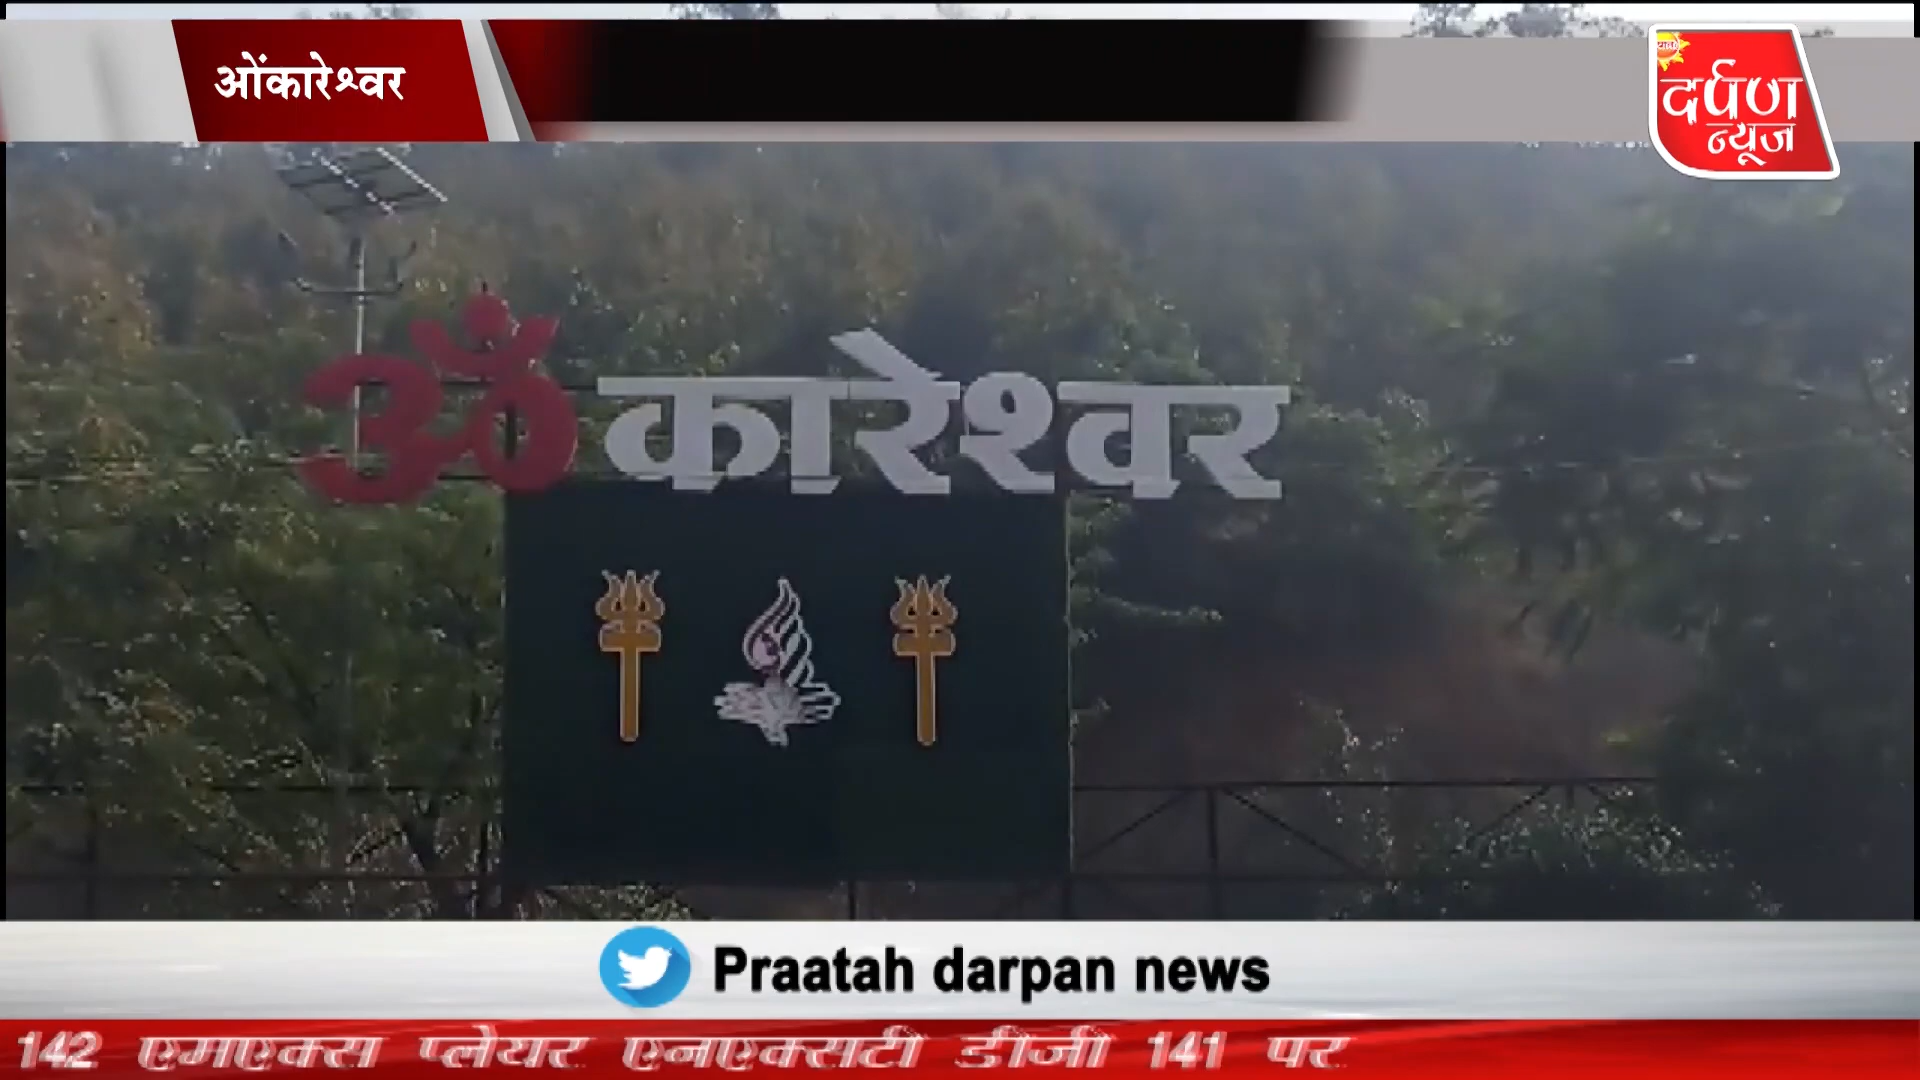 ओंकारेश्वर
प्रातः
दर्पण
न्यूज
ॐकारेश्वर
Praatah darpan news
142 एमएक्स प्लेयर एनएक्सटी डीजी 141 पर